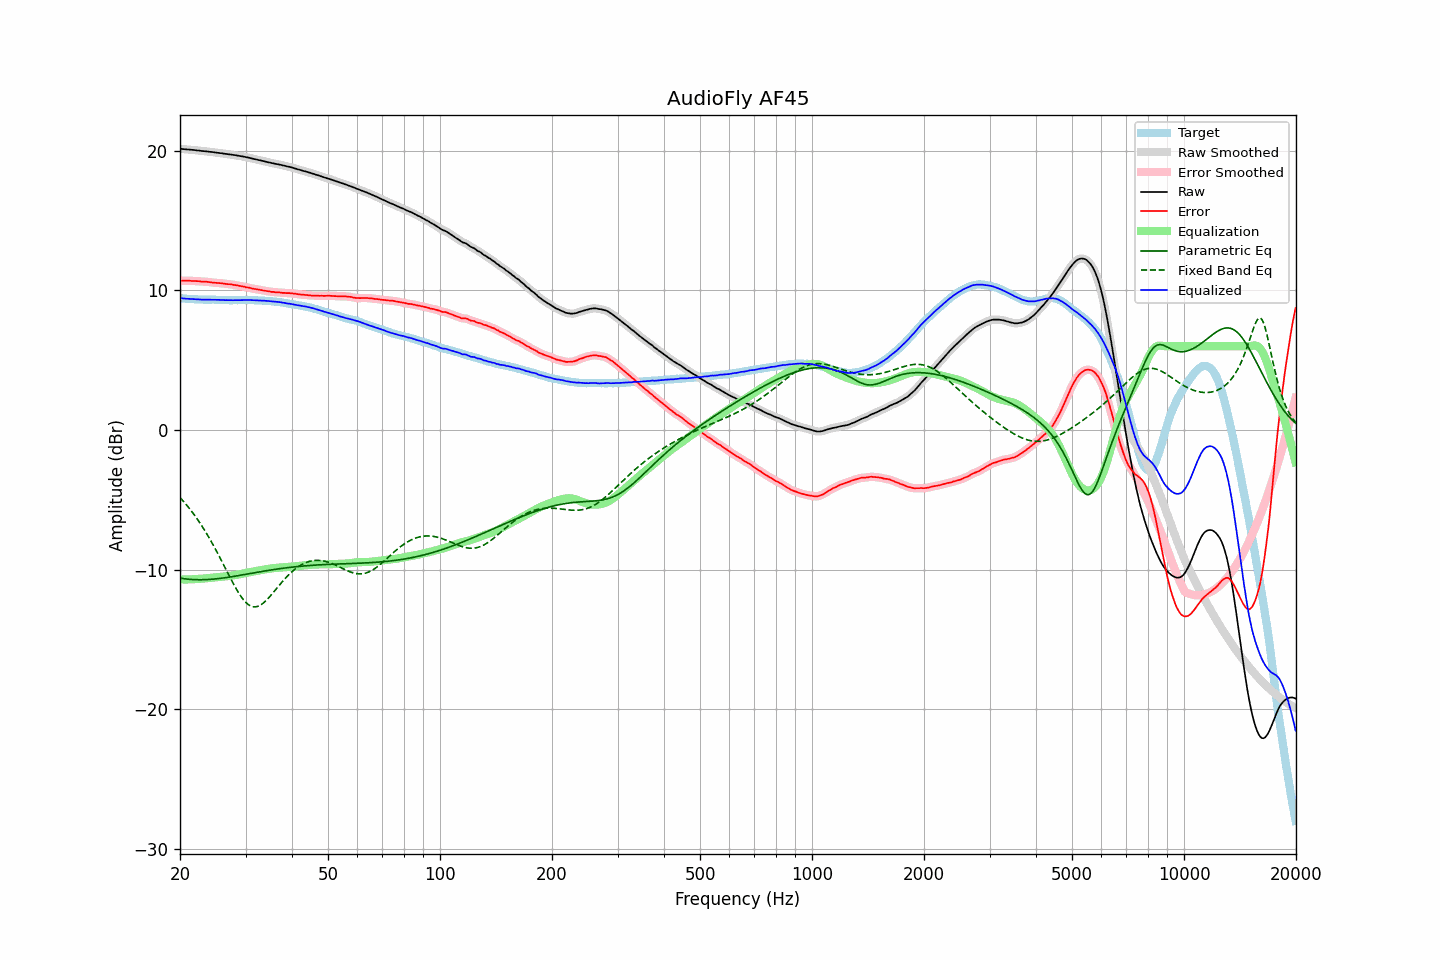 AudioFly AF45
Target
Raw Smoothed
Error Smoothed
Raw
Error
Equalization
Parametric Eq
Fixed Band Eq
Equalized
Amplitude (dBr)
20
10
0
−10
−20
−30
20 50 100 200 500 1000 2000 5000 10000 20000
Frequency (Hz)